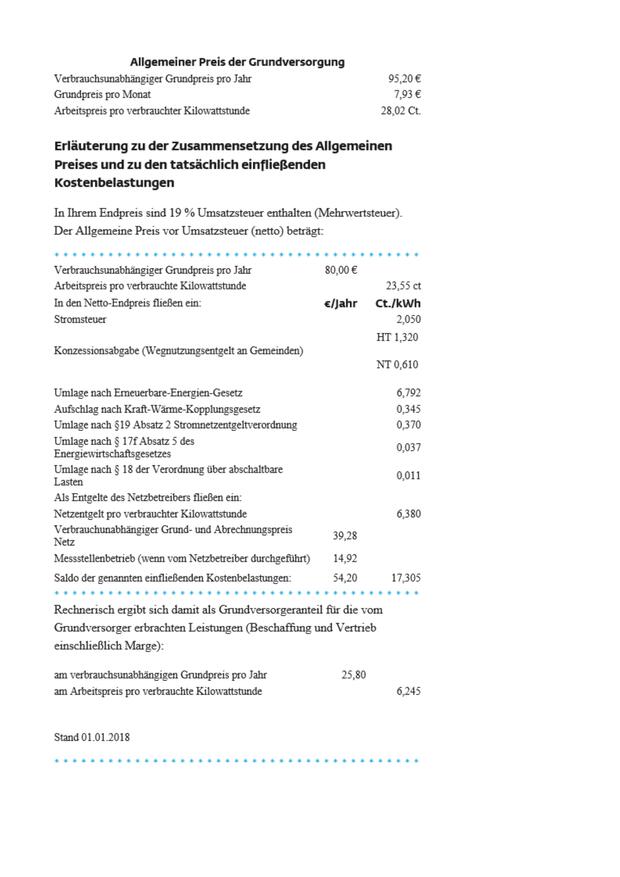 Allgemeiner Preis der Grundversorgung
Verbrauchsunabhängiger Grundpreis pro Jahr 95,20 €
Grundpreis pro Monat 7,93 €
Arbeitspreis pro verbrauchter Kilowattstunde 28,02 Ct.
Erläuterung zu der Zusammensetzung des Allgemeinen
Preises und zu den tatsächlich einfließenden
Kostenbelastungen
In Ihrem Endpreis sind 19 % Umsatzsteuer enthalten (Mehrwertsteuer).
Der Allgemeine Preis vor Umsatzsteuer (netto) beträgt:
Verbrauchsunabhängiger Grundpreis pro Jahr 80,00 €
Arbeitspreis pro verbrauchte Kilowattstunde 23,55 ct
In den Netto-Endpreis fließen ein: €/Jahr Ct./kWh
Stromsteuer 2,050
HT 1,320
Konzessionsabgabe (Wegnutzungsentgelt an Gemeinden)
NT 0,610
Umlage nach Erneuerbare-Energien-Gesetz 6,792
Aufschlag nach Kraft-Wärme-Kopplungsgesetz 0,345
Umlage nach §19 Absatz 2 Stromnetzentgeltverordnung 0,370
Umlage nach § 17f Absatz 5 des
Energiewirtschaftsgesetzes 0,037
Umlage nach § 18 der Verordnung über abschaltbare
Lasten 0,011
Als Entgelte des Netzbetreibers fließen ein:
Netzentgelt pro verbrauchter Kilowattstunde 6,380
Verbrauchunabhängiger Grund- und Abrechnungspreis
Netz 39,28
Messstellenbetrieb (wenn vom Netzbetreiber durchgeführt) 14,92
Saldo der genannten einfließenden Kostenbelastungen: 54,20 17,305
Rechnerisch ergibt sich damit als Grundversorgeranteil für die vom
Grundversorger erbrachten Leistungen (Beschaffung und Vertrieb
einschließlich Marge):
am verbrauchsunabhängigen Grundpreis pro Jahr 25,80
am Arbeitspreis pro verbrauchte Kilowattstunde 6,245
Stand 01.01.2018